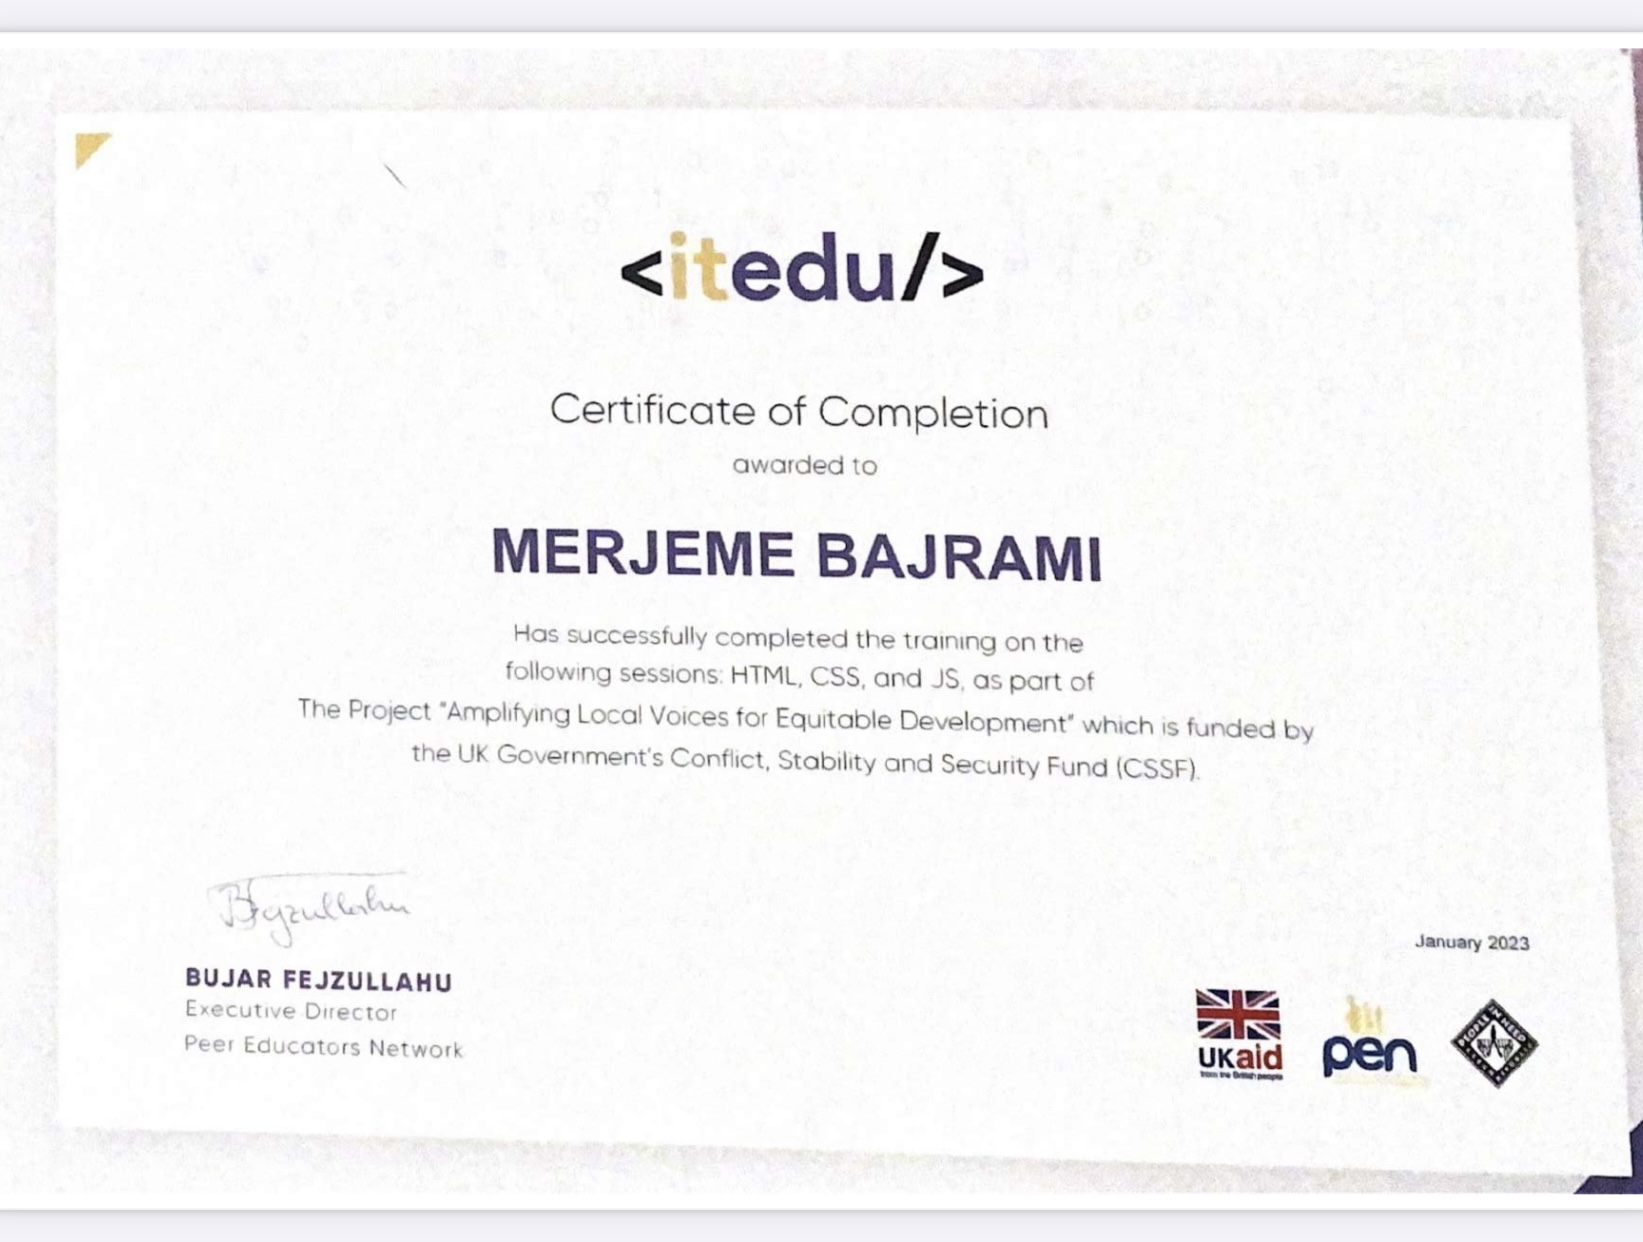 <itedu/>
Certificate of Completion
awarded to
MERJEME BAJRAMI
Has successfully completed the training on the
following sessions: HTML, CSS, and JS, as part of
The Project "Amplifying Local Voices for Equitable Development" which is funded by
the UK Government's Conflict, Stability and Security Fund (CSSF).
BFejzullahu
BUJAR FEJZULLAHU
Executive Director
Peer Educators Network
January 2023
UKaid
from the British people
pen
PEOPLE IN NEED